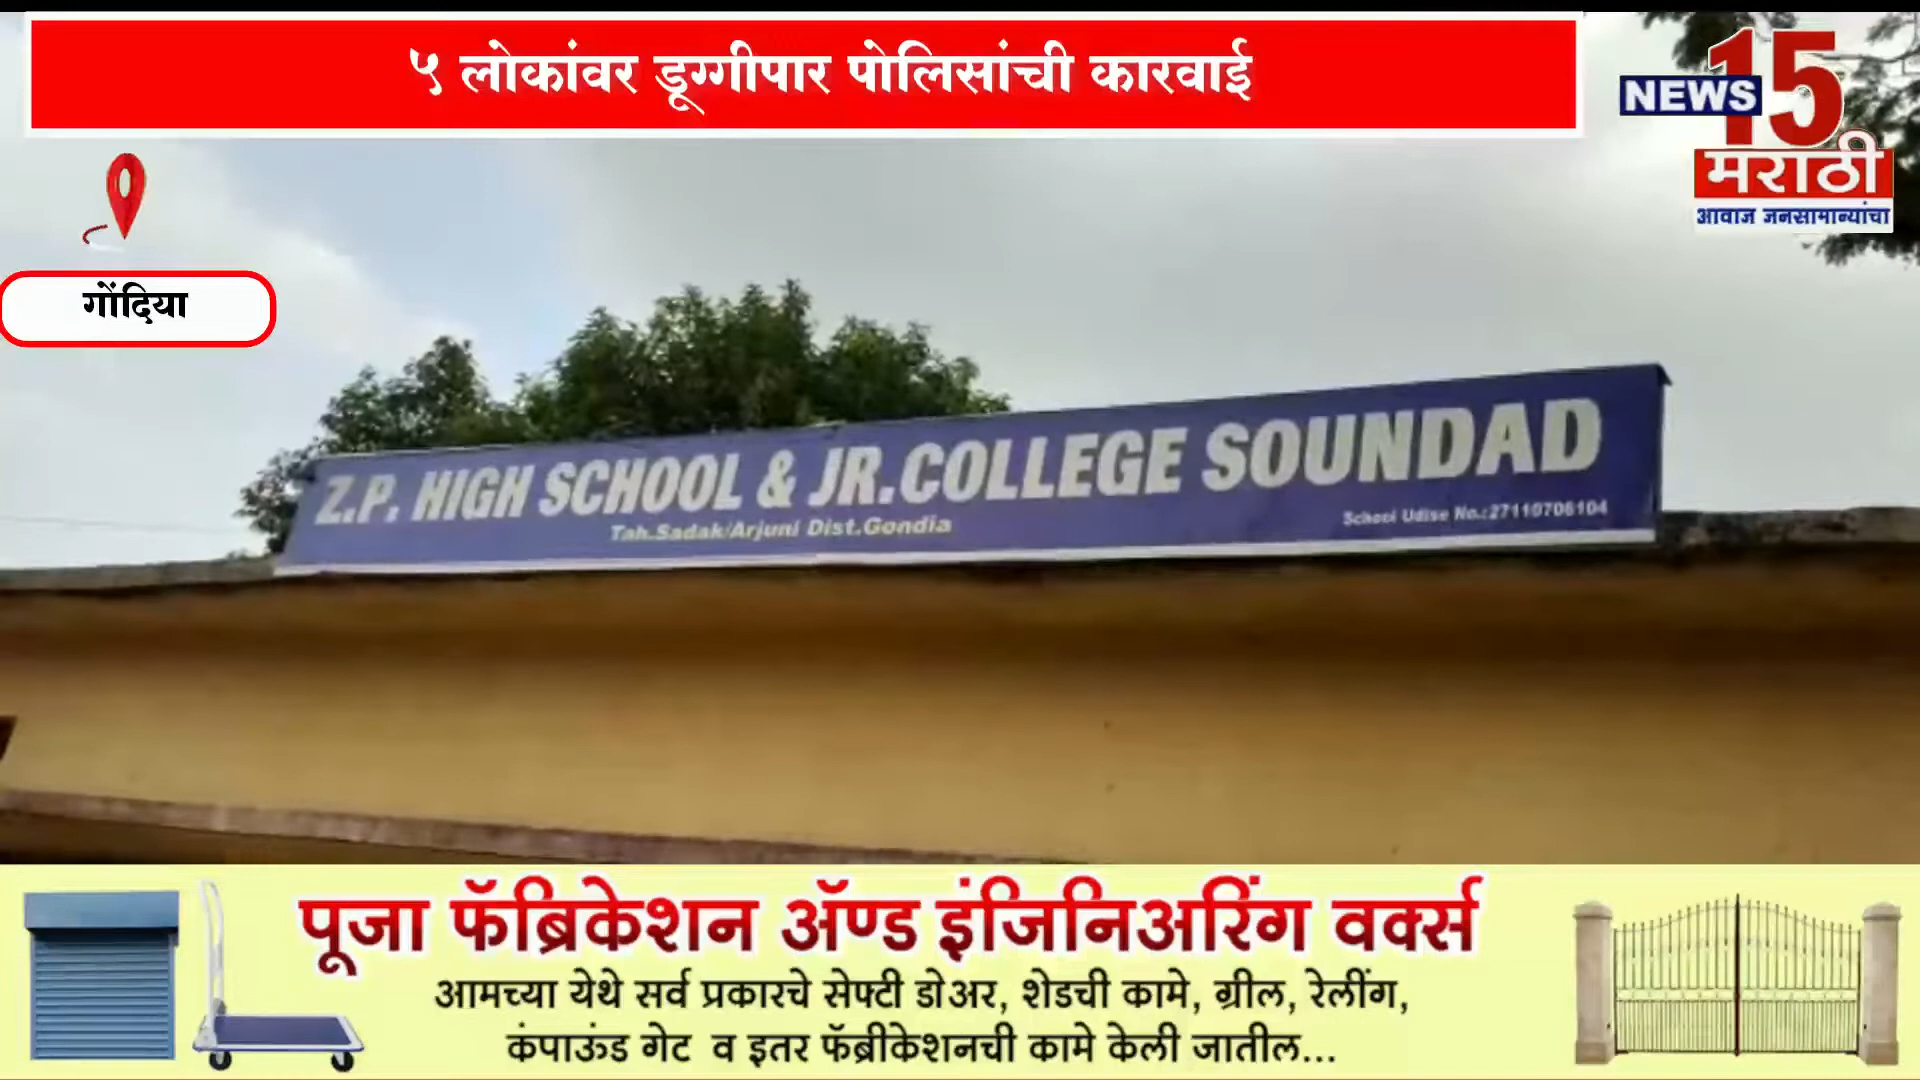 ५ लोकांवर डूग्गीपार पोलिसांची कारवाई
NEWS 15
मराठी
आवाज जनसामान्यांचा
गोंदिया
Z.P. HIGH SCHOOL & JR.COLLEGE SOUNDAD
Tah.Sadak/Arjuni Dist.Gondia
School Udise No.:27110706104
पूजा फॅब्रिकेशन ॲण्ड इंजिनिअरिंग वर्क्स
आमच्या येथे सर्व प्रकारचे सेफ्टी डोअर, शेडची कामे, ग्रील, रेलींग,
कंपाऊंड गेट व इतर फॅब्रीकेशनची कामे केली जातील...